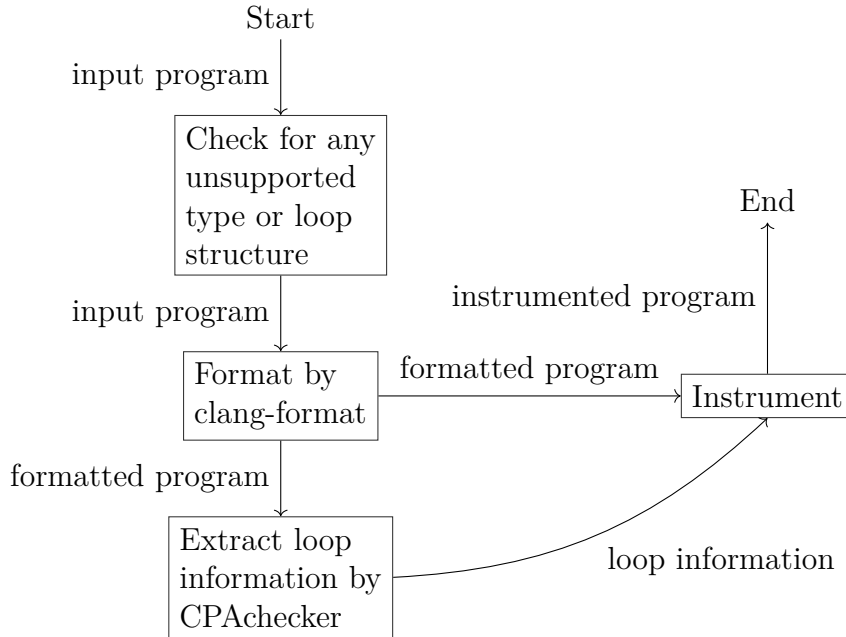 Start
input program
Check for any
unsupported
type or loop
structure
End
input program
instrumented program
Format by
clang-format
formatted program
Instrument
formatted program
Extract loop
information by
CPAchecker
loop information